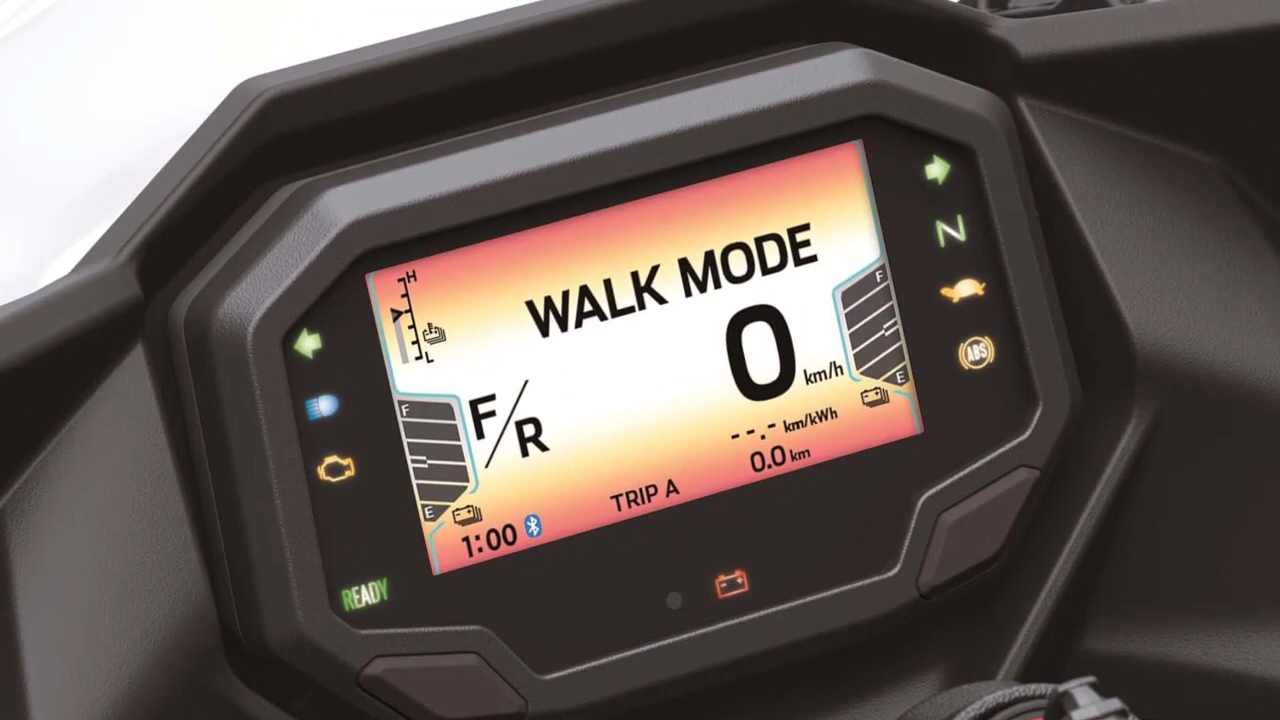 WALK MODE
H
L
F
E
F
R
0 km/h
F
E
--.- km/kWh
0.0 km
TRIP A
1:00
N
ABS
READY